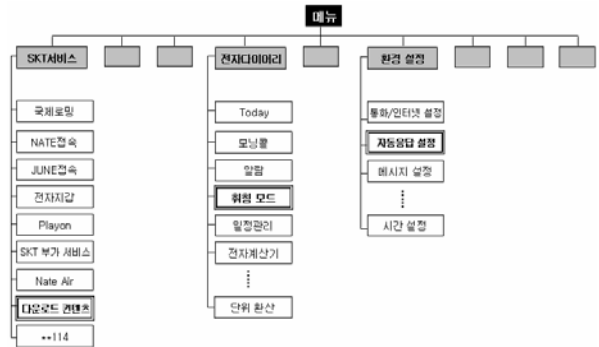 메뉴
SKT서비스
국제로밍
NATE접속
JUNE접속
전자지갑
Playon
SKT 부가 서비스
Nate Air
다운로드 컨텐츠
**114
전자다이어리
Today
모닝콜
알람
취침 모드
일정관리
전자계산기
단위 환산
환경 설정
통화/인터넷 설정
자동응답 설정
메시지 설정
시간 설정